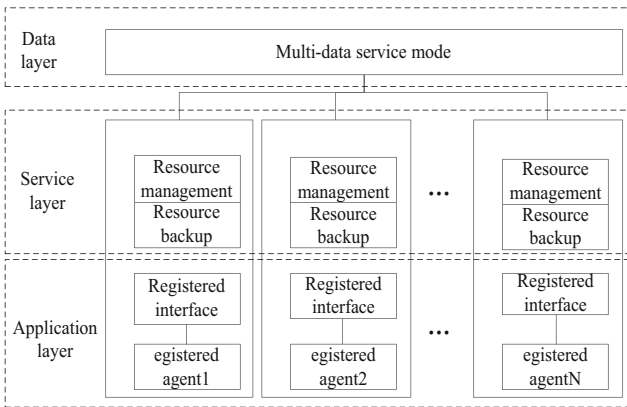 Data
layer
Multi-data service mode
Service
layer
Resource
management
Resource
backup
Resource
management
Resource
backup
...
Resource
management
Resource
backup
Application
layer
Registered
interface
egistered
agent1
Registered
interface
egistered
agent2
...
Registered
interface
egistered
agentN